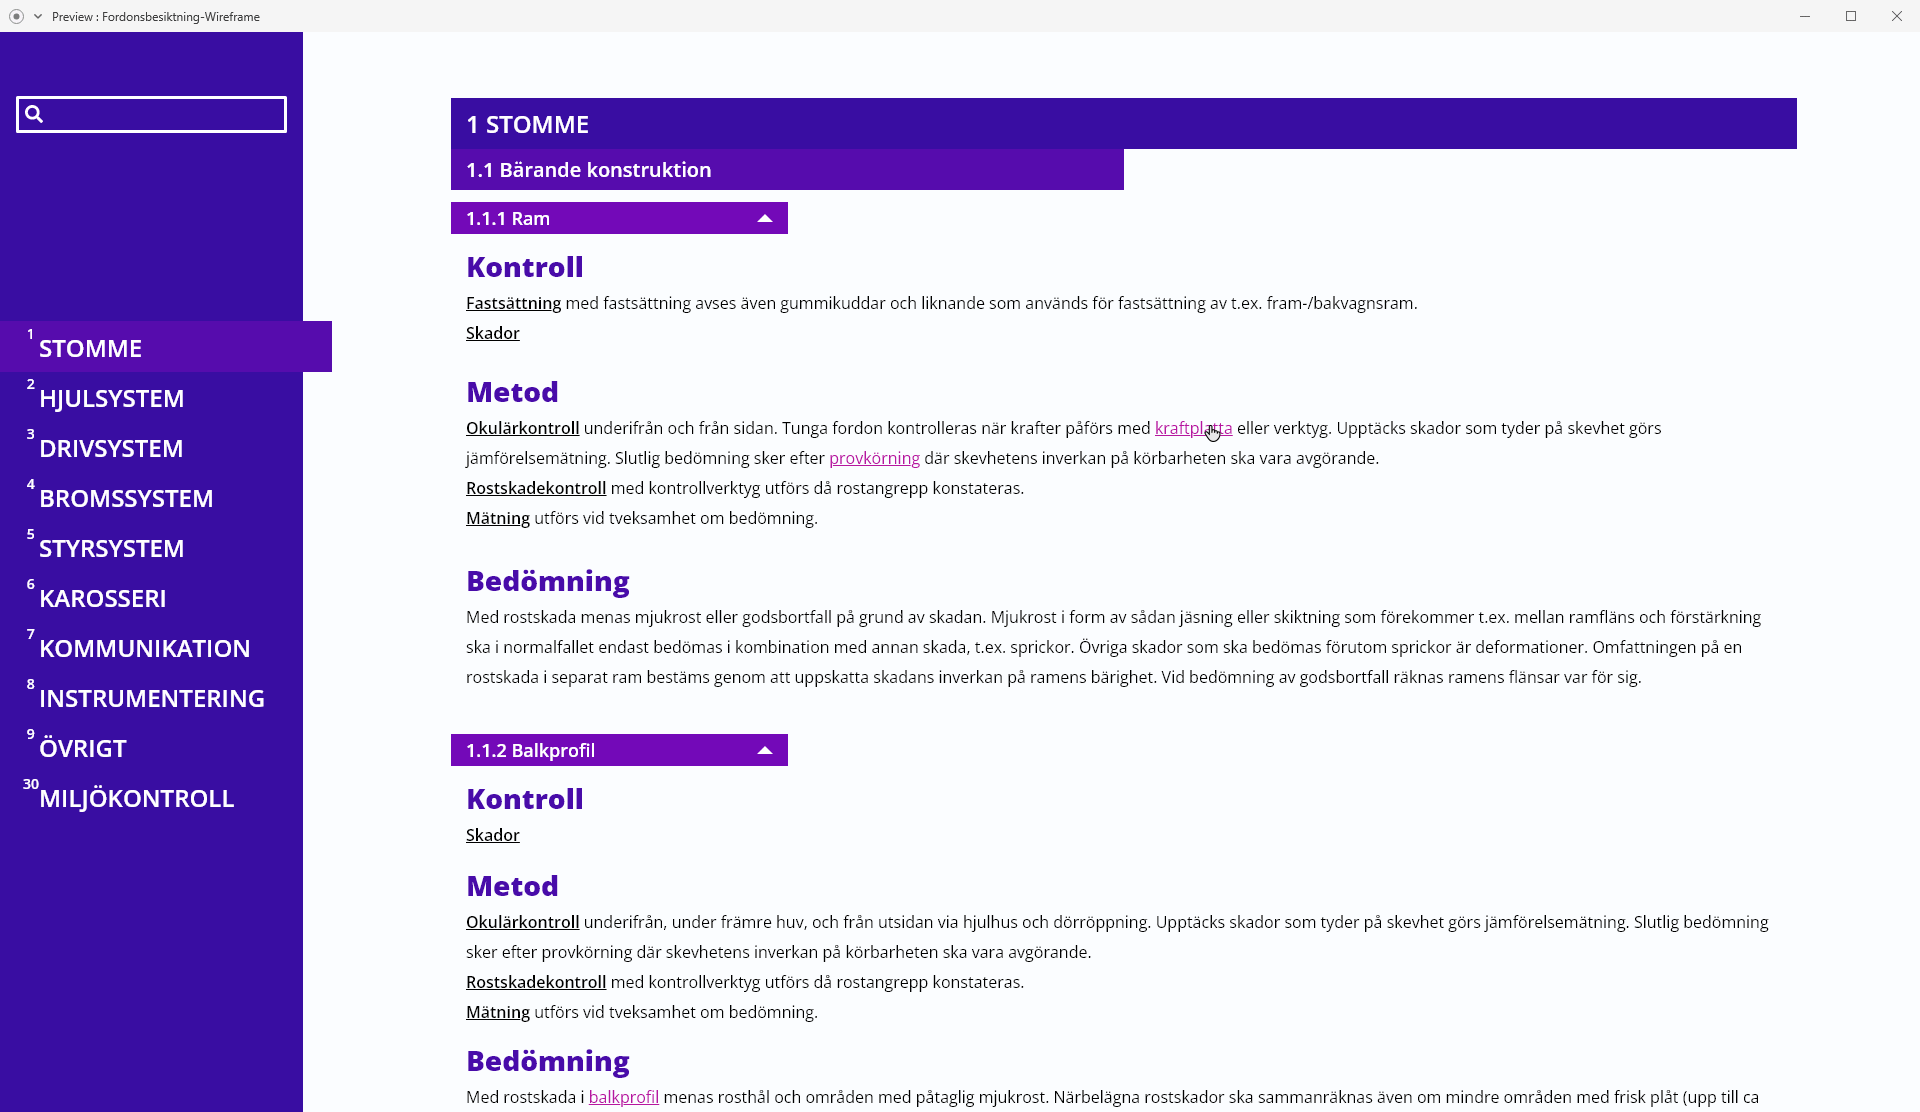 Preview : Fordonsbesiktning-Wireframe
1 STOMME
2 HJULSYSTEM
3 DRIVSYSTEM
4 BROMSSYSTEM
5 STYRSYSTEM
6 KAROSSERI
7 KOMMUNIKATION
8 INSTRUMENTERING
9 ÖVRIGT
30 MILJÖKONTROLL
1 STOMME
1.1 Bärande konstruktion
1.1.1 Ram
Kontroll
Fastsättning med fastsättning avses även gummikuddar och liknande som används för fastsättning av t.ex. fram-/bakvagnsram.
Skador
Metod
Okulärkontroll underifrån och från sidan. Tunga fordon kontrolleras när krafter påförs med kraftplatta eller verktyg. Upptäcks skador som tyder på skevhet görs
jämförelsemätning. Slutlig bedömning sker efter provkörning där skevhetens inverkan på körbarheten ska vara avgörande.
Rostskadekontroll med kontrollverktyg utförs då rostangrepp konstateras.
Mätning utförs vid tveksamhet om bedömning.
Bedömning
Med rostskada menas mjukrost eller godsbortfall på grund av skadan. Mjukrost i form av sådan jäsning eller skiktning som förekommer t.ex. mellan ramfläns och förstärkning
ska i normalfallet endast bedömas i kombination med annan skada, t.ex. sprickor. Övriga skador som ska bedömas förutom sprickor är deformationer. Omfattningen på en
rostskada i separat ram bestäms genom att uppskatta skadans inverkan på ramens bärighet. Vid bedömning av godsbortfall räknas ramens flänsar var för sig.
1.1.2 Balkprofil
Kontroll
Skador
Metod
Okulärkontroll underifrån, under främre huv, och från utsidan via hjulhus och dörröppning. Upptäcks skador som tyder på skevhet görs jämförelsemätning. Slutlig bedömning
sker efter provkörning där skevhetens inverkan på körbarheten ska vara avgörande.
Rostskadekontroll med kontrollverktyg utförs då rostangrepp konstateras.
Mätning utförs vid tveksamhet om bedömning.
Bedömning
Med rostskada i balkprofil menas rosthål och områden med påtaglig mjukrost. Närbelägna rostskador ska sammanräknas även om mindre områden med frisk plåt (upp till ca